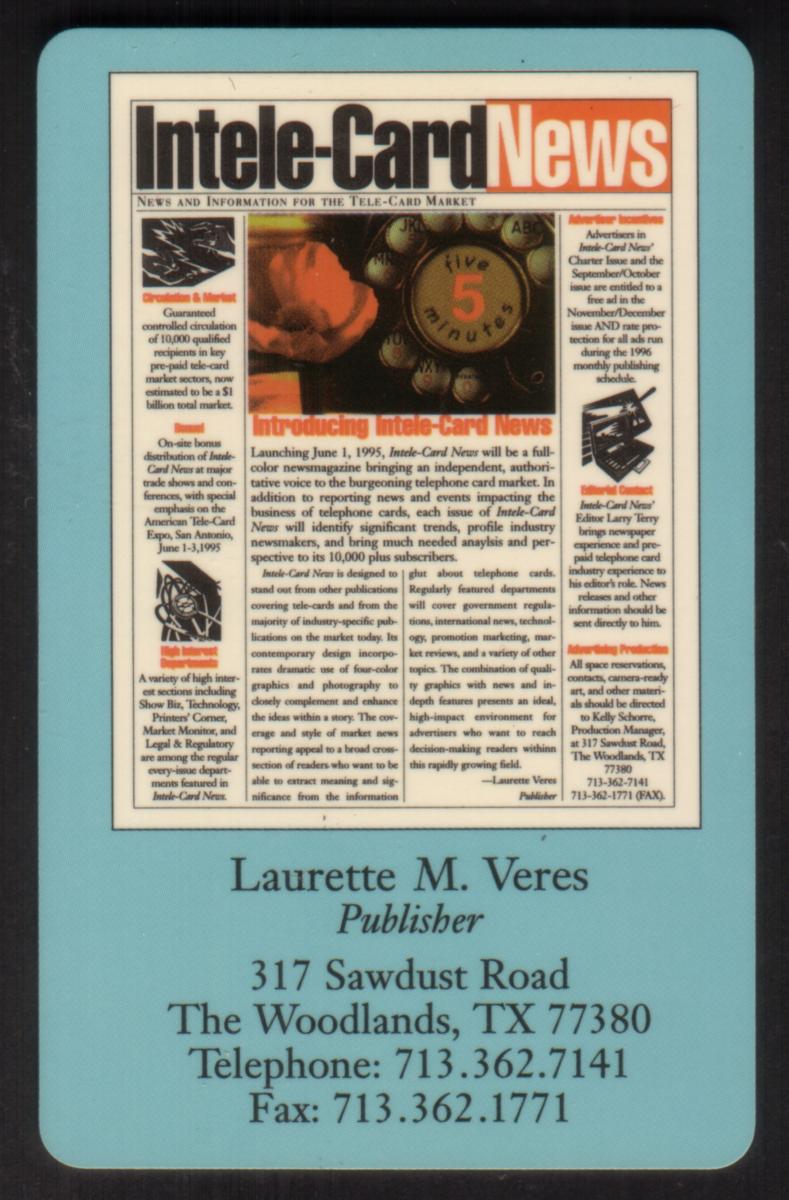 Intele-CardNews
NEWS AND INFORMATION FOR THE TELE-CARD MARKET
Circulation & Market
Guaranteed
controlled circulation
of 10,000 qualified
recipients in key
pre-paid tele-card
market sectors, now
estimated to be a $1
billion total market.
Bonus!
On-site bonus
distribution of Intele-
Card News at major
trade shows and con-
ferences, with special
emphasis on the
American Tele-Card
Expo, San Antonio,
June 1-3,1995
High Interest
Departments
A variety of high inter-
est sections including
Show Biz, Technology,
Printers' Corner,
Market Monitor, and
Legal & Regulatory
are among the regular
every-issue depart-
ments featured in
Intele-Card News.
JKL
ABC
five
5
minutes
Introducing Intele-Card News
Launching June 1, 1995, Intele-Card News will be a full-
color newsmagazine bringing an independent, authori-
tative voice to the burgeoning telephone card market. In
addition to reporting news and events impacting the
business of telephone cards, each issue of Intele-Card
News will identify significant trends, profile industry
newsmakers, and bring much needed anaylsis and per-
spective to its 10,000 plus subscribers.
Intele-Card News is designed to
stand out from other publications
covering tele-cards and from the
majority of industry-specific pub-
lications on the market today. Its
contemporary design incorpo-
rates dramatic use of four-color
graphics and photography to
closely complement and enhance
the ideas within a story. The cov-
erage and style of market news
reporting appeal to a broad cross-
section of readers who want to be
able to extract meaning and sig-
nificance from the information
glut about telephone cards.
Regularly featured departments
will cover government regula-
tions, international news, technol-
ogy, promotion marketing, mar-
ket reviews, and a variety of other
topics. The combination of quali-
ty graphics with news and in-
depth features presents an ideal,
high-impact environment for
advertisers who want to reach
decision-making readers withinn
this rapidly growing field.
—Laurette Veres
Publisher
Advertiser Incentives
Advertisers in
Intele-Card News'
Charter Issue and the
September/October
issue are entitled to a
free ad in the
November/December
issue AND rate pro-
tection for all ads run
during the 1996
monthly publishing
schedule.
Editorial Contact
Intele-Card News'
Editor Larry Terry
brings newspaper
experience and pre-
paid telephone card
industry experience to
his editor's role. News
releases and other
information should be
sent directly to him.
Advertising Production
All space reservations,
contacts, camera-ready
art, and other materi-
als should be directed
to Kelly Schorre,
Production Manager,
at 317 Sawdust Road,
The Woodlands, TX
77380
713-362-7141
713-362-1771 (FAX).
Laurette M. Veres
Publisher
317 Sawdust Road
The Woodlands, TX 77380
Telephone: 713.362.7141
Fax: 713.362.1771